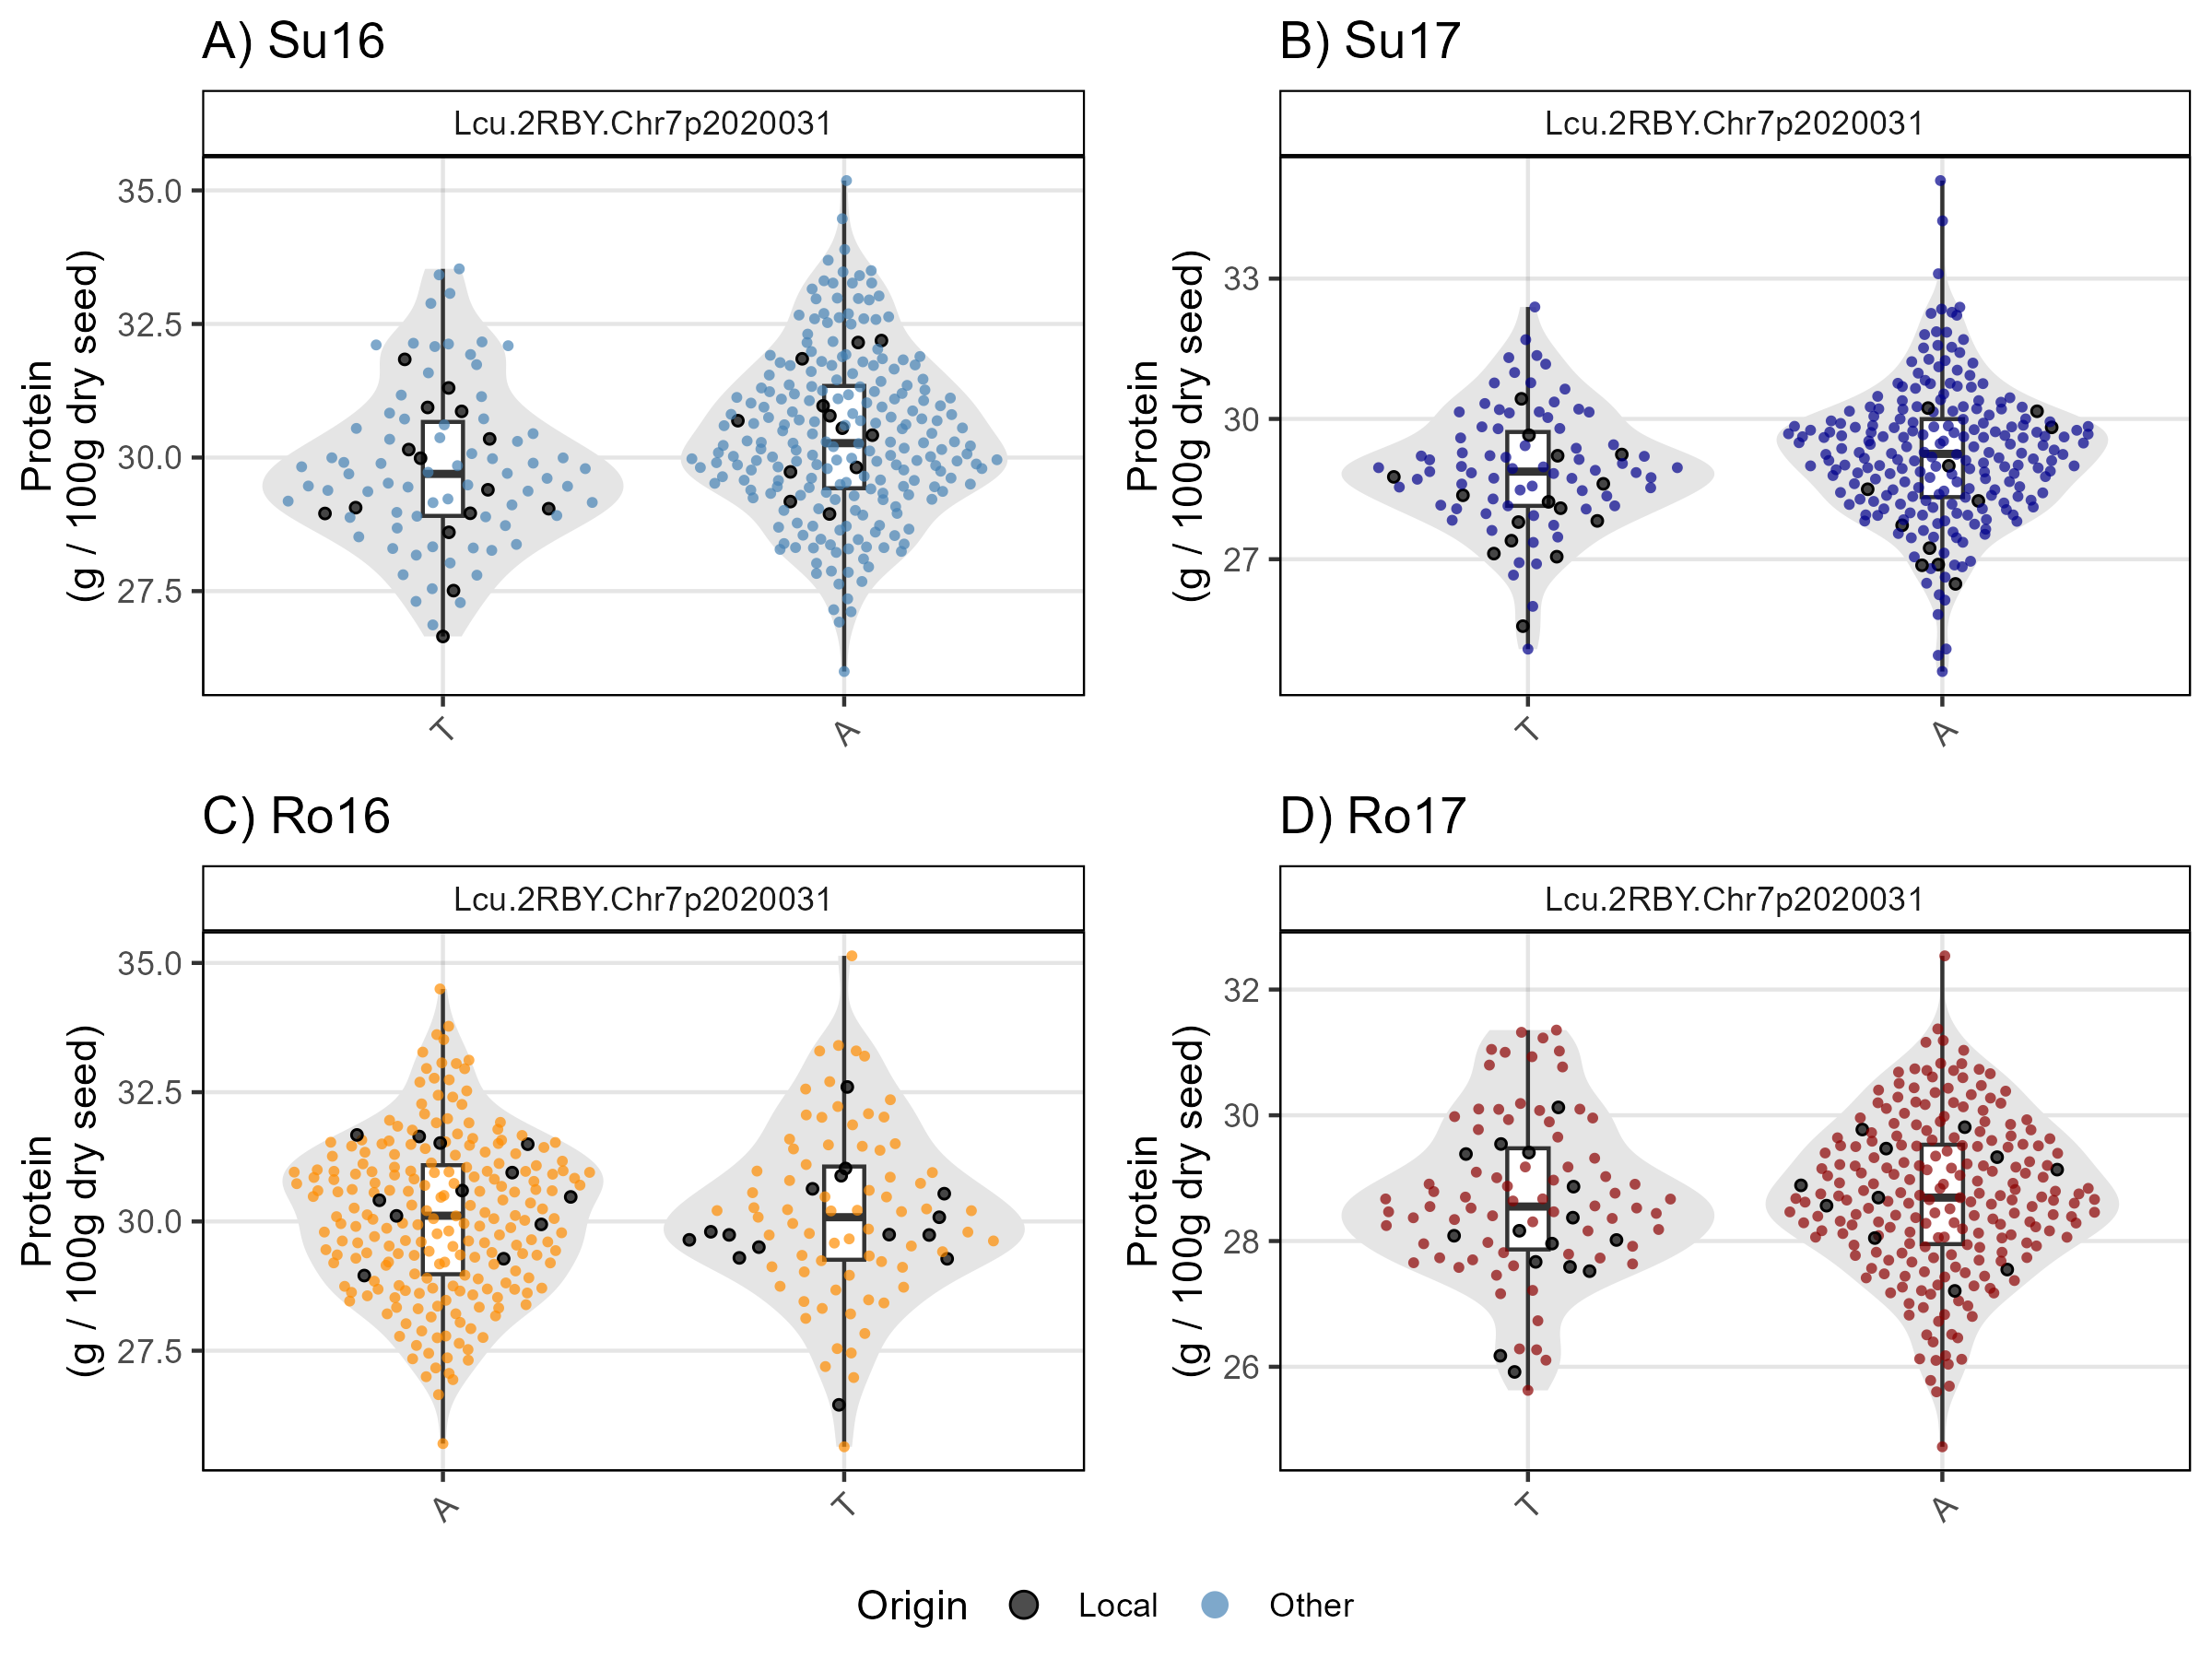 A) Su16
Lcu.2RBY.Chr7p2020031
Protein
(g / 100g dry seed)
35.0
32.5
30.0
27.5
T
A
B) Su17
Lcu.2RBY.Chr7p2020031
Protein
(g / 100g dry seed)
33
30
27
T
A
C) Ro16
Lcu.2RBY.Chr7p2020031
Protein
(g / 100g dry seed)
35.0
32.5
30.0
27.5
A
T
D) Ro17
Lcu.2RBY.Chr7p2020031
Protein
(g / 100g dry seed)
32
30
28
26
T
A
Origin Local Other